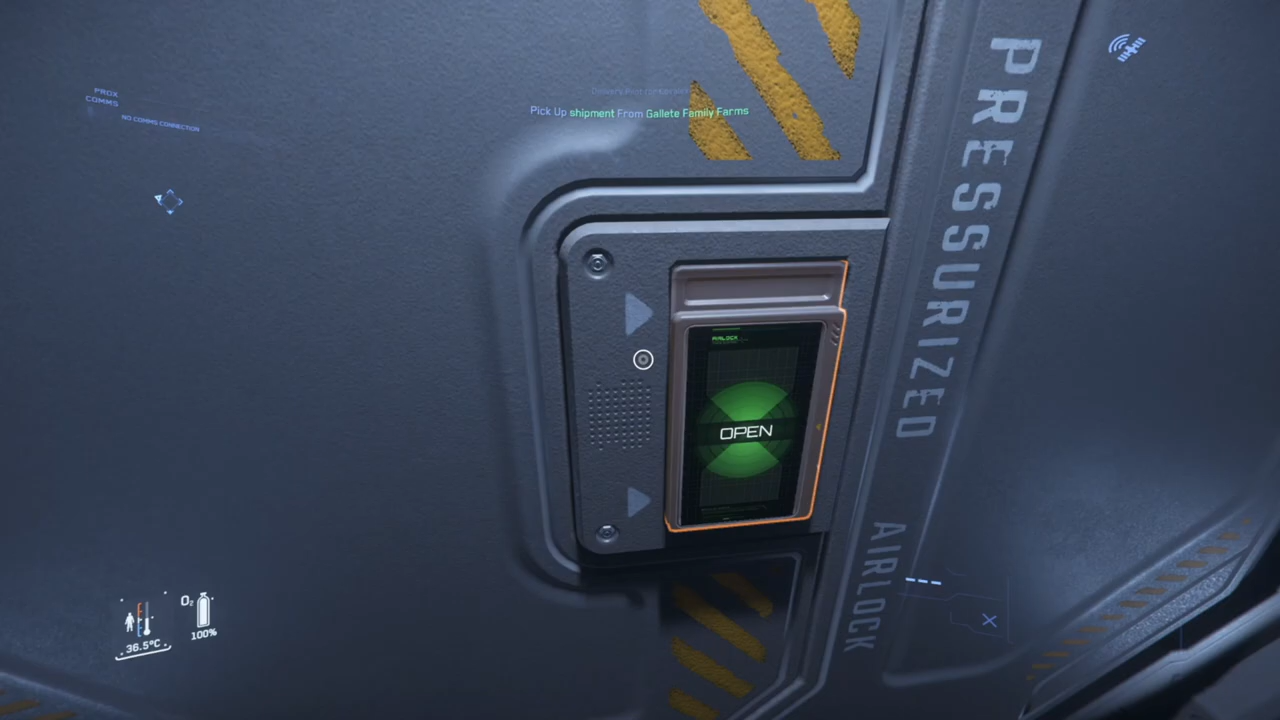 PROX
COMMS
NO COMMS CONNECTION
Pick Up shipment From Gallete Family Farms
PRESSURIZED
AIRLOCK
AIRLOCK
OPEN
36.5°C
O₂
100%